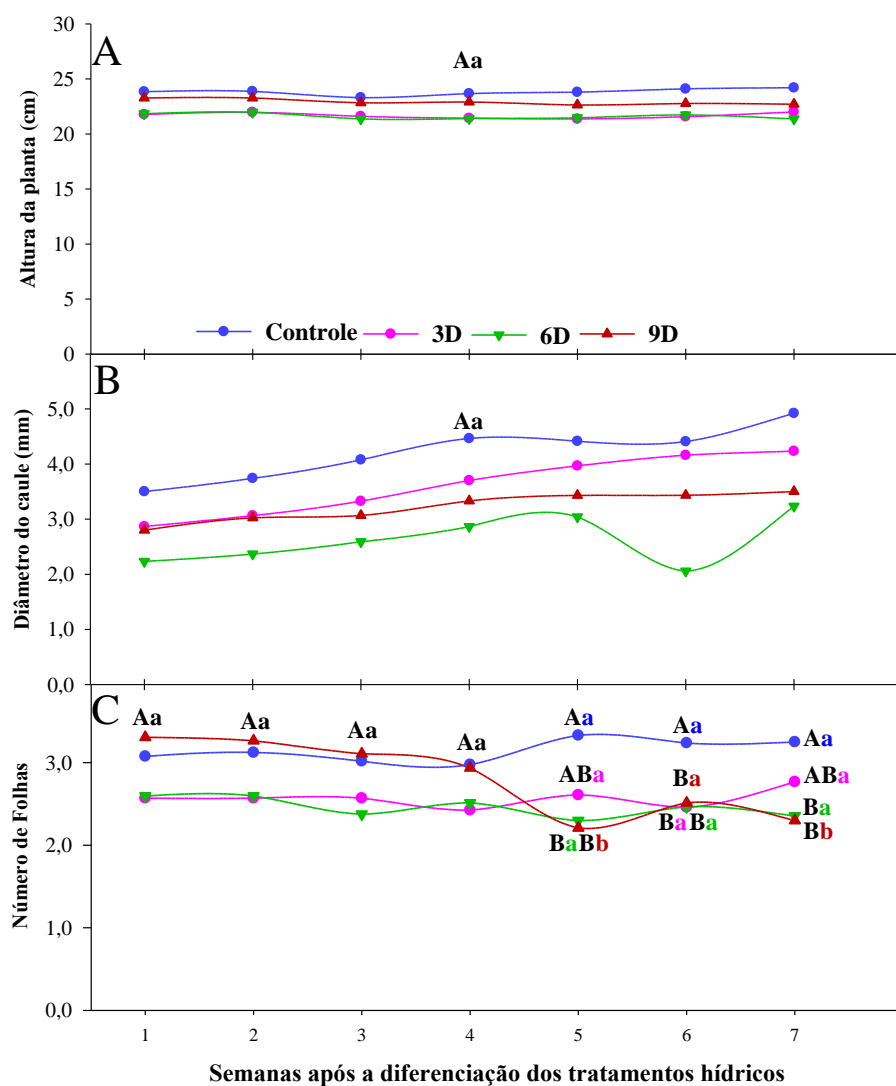 A
Aa
30
25
20
15
10
5
0
Altura da planta (cm)
Controle 3D 6D 9D
B
Aa
5,0
4,0
3,0
2,0
1,0
0,0
Diâmetro do caule (mm)
C
Aa Aa Aa Aa Aa Aa Aa
ABa Ba ABa
Ba
BaBb BaBa Bb
3,0
2,0
1,0
0,0
Número de Folhas
1 2 3 4 5 6 7
Semanas após a diferenciação dos tratamentos hídricos